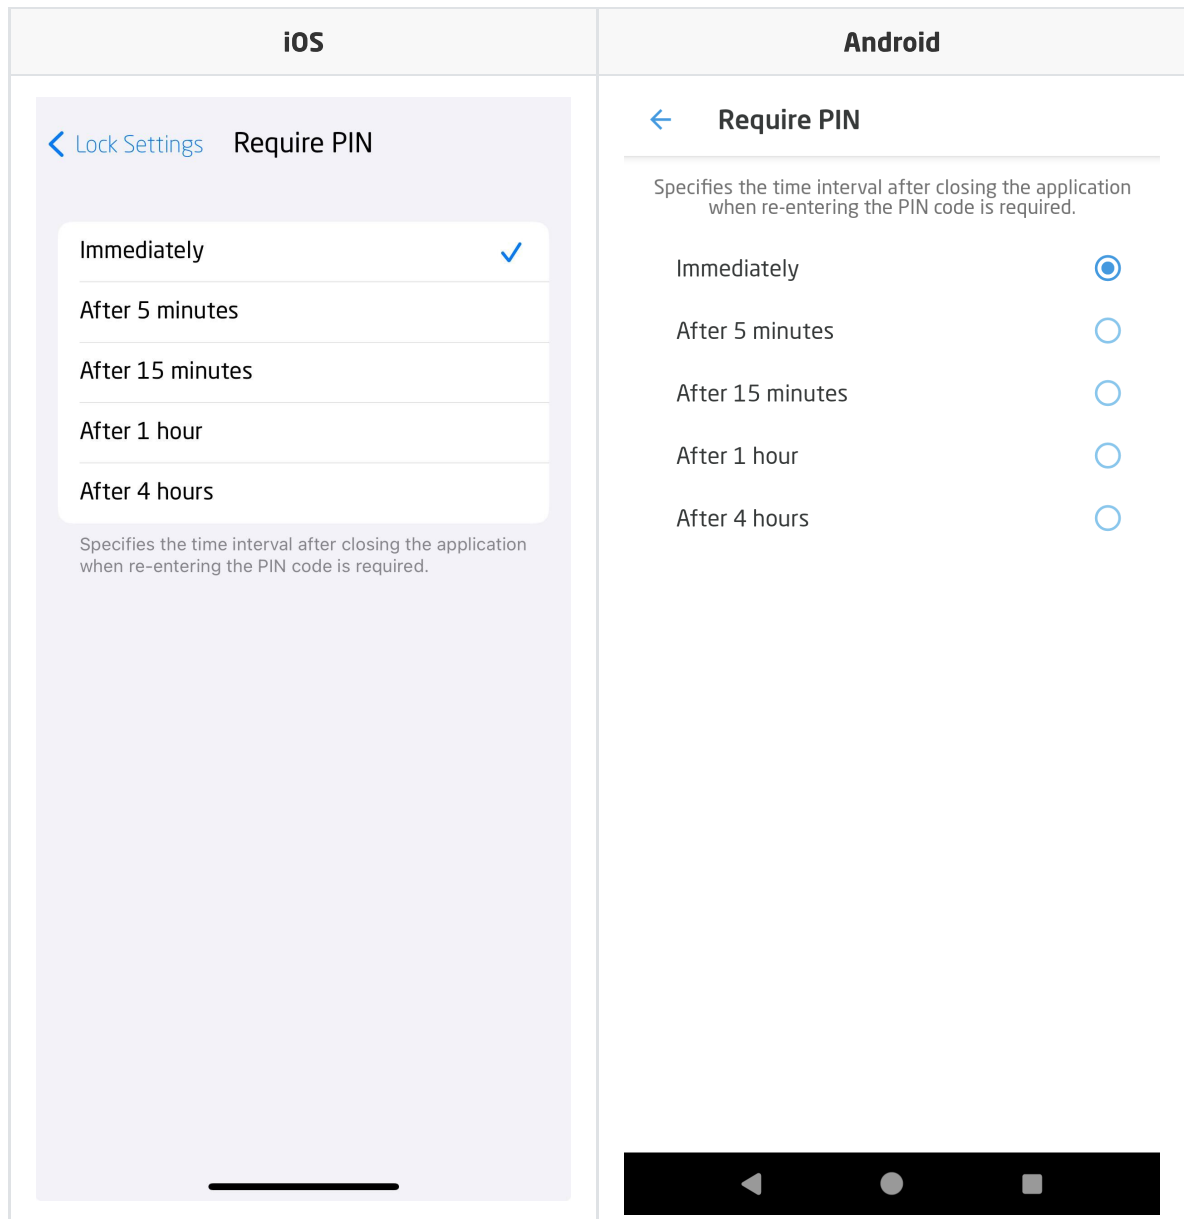 iOS
Android
Lock Settings Require PIN
Immediately
After 5 minutes
After 15 minutes
After 1 hour
After 4 hours
Specifies the time interval after closing the application
when re-entering the PIN code is required.
Require PIN
Specifies the time interval after closing the application
when re-entering the PIN code is required.
Immediately
After 5 minutes
After 15 minutes
After 1 hour
After 4 hours